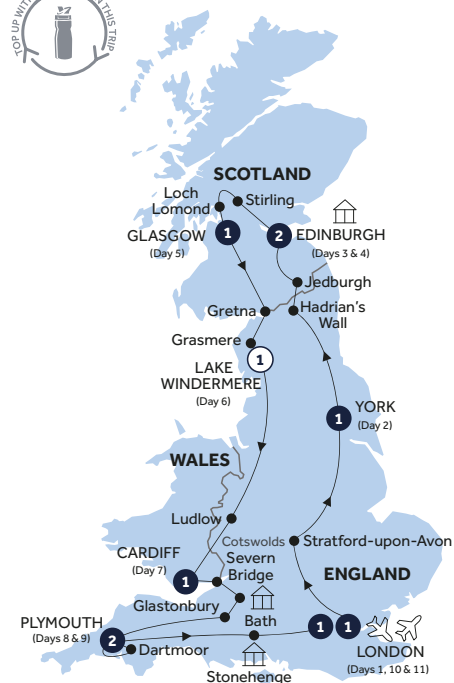 TOP UP WITH
N THIS TRIP
SCOTLAND
Loch
Lomond
Stirling
GLASGOW
(Day 5)
1
2
EDINBURGH
(Days 3 & 4)
Jedburgh
Gretna
Hadrian's
Wall
Grasmere
1
LAKE
WINDERMERE
(Day 6)
1
YORK
(Day 2)
WALES
Ludlow
Cotswolds
Stratford-upon-Avon
CARDIFF
(Day 7)
1
Severn
Bridge
ENGLAND
Glastonbury
PLYMOUTH
(Days 8 & 9)
2
Bath
1
1
Dartmoor
LONDON
(Days 1, 10 & 11)
Stonehenge